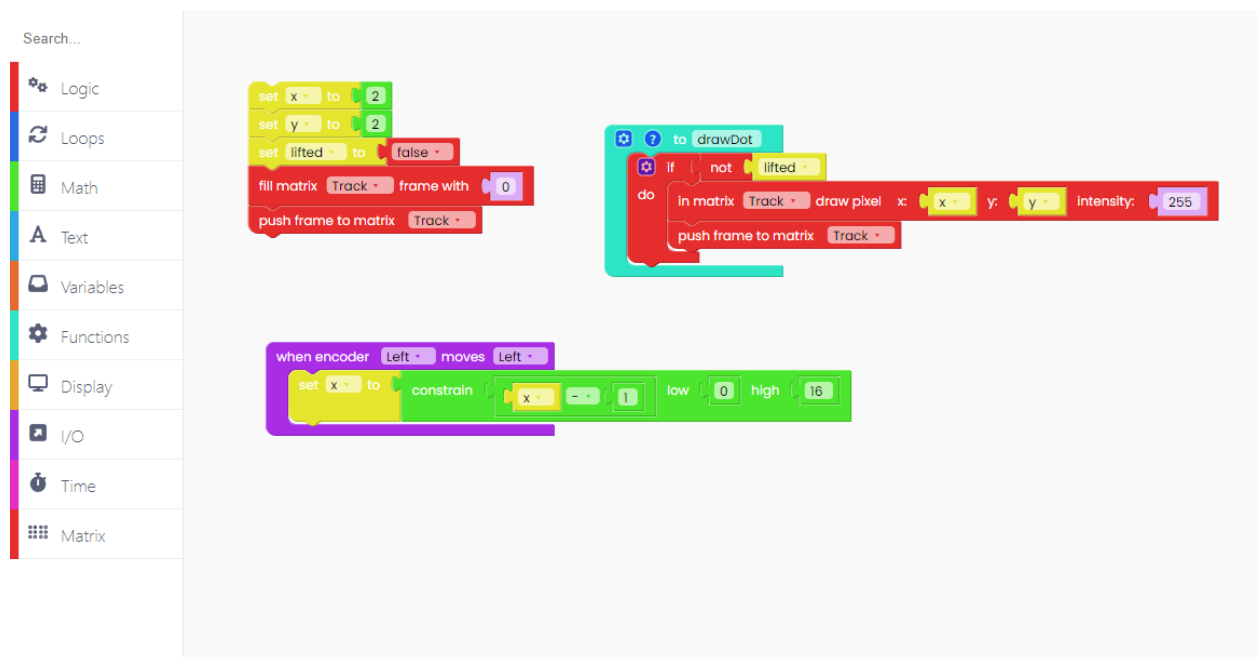 Search...
Logic
Loops
Math
Text
Variables
Functions
Display
I/O
Time
Matrix
set x to 2
set y to 2
set lifted to false
fill matrix Track frame with 0
push frame to matrix Track
? to drawDot
if not lifted
do in matrix Track draw pixel x: x y: y intensity: 255
push frame to matrix Track
when encoder Left moves Left
set x to constrain x - 1 low 0 high 16